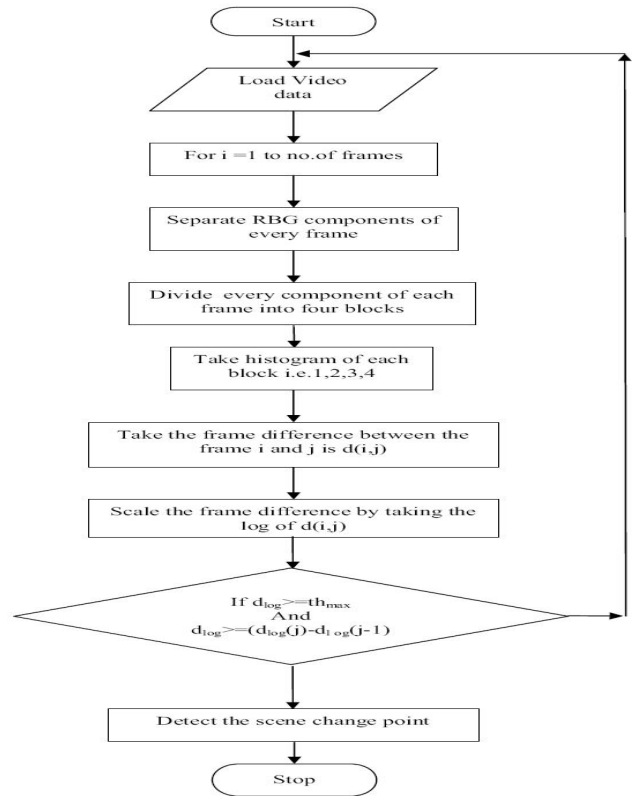 Start
Load Video
data
For i =1 to no.of frames
Separate RBG components of
every frame
Divide every component of each
frame into four blocks
Take histogram of each
block i.e.1,2,3,4
Take the frame difference between the
frame i and j is d(i,j)
Scale the frame difference by taking the
log of d(i,j)
If dlog>=thmax
And
dlog>=(dlog(j)-dlog(j-1)
Detect the scene change point
Stop